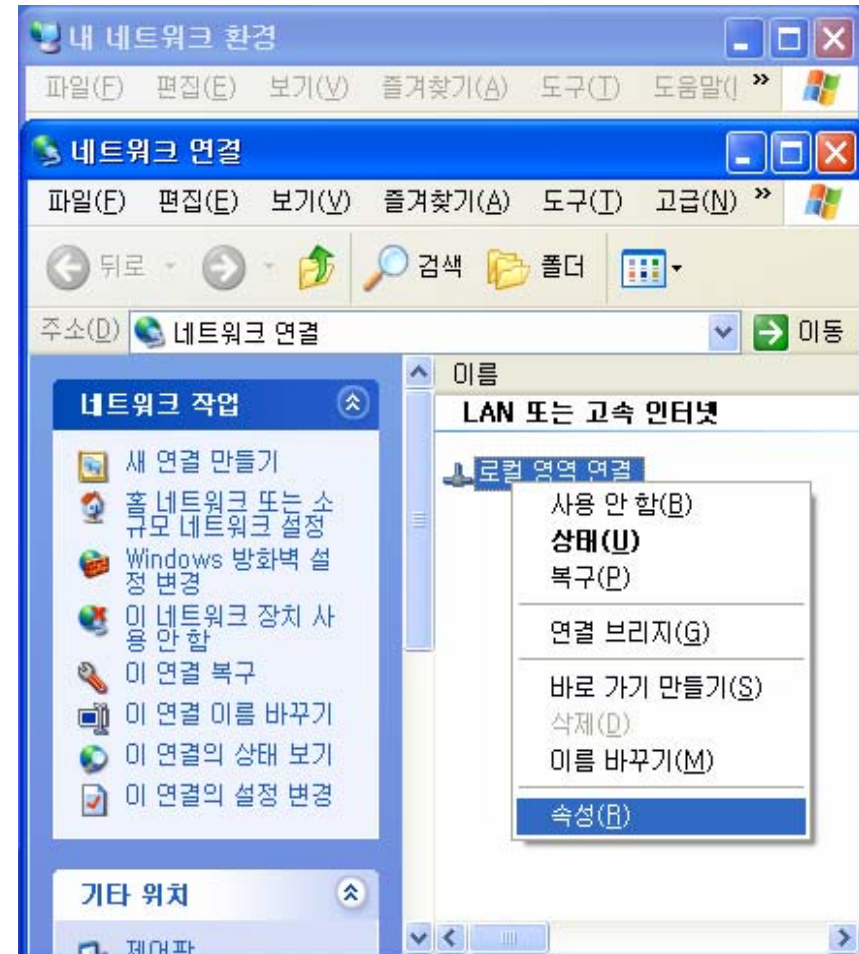 내 네트워크 환경
파일(F) 편집(E) 보기(V) 즐겨찾기(A) 도구(T) 도움말( »
네트워크 연결
파일(F) 편집(E) 보기(V) 즐겨찾기(A) 도구(T) 고급(N) »
뒤로 검색 폴더
주소(D) 네트워크 연결 이동
네트워크 작업
새 연결 만들기
홈 네트워크 또는 소
규모 네트워크 설정
Windows 방화벽 설
정 변경
이 네트워크 장치 사
용 안 함
이 연결 복구
이 연결 이름 바꾸기
이 연결의 상태 보기
이 연결의 설정 변경
기타 위치
제어판
이름
LAN 또는 고속 인터넷
로컬 영역 연결
사용 안 함(B)
상태(U)
복구(P)
연결 브리지(G)
바로 가기 만들기(S)
삭제(D)
이름 바꾸기(M)
속성(R)